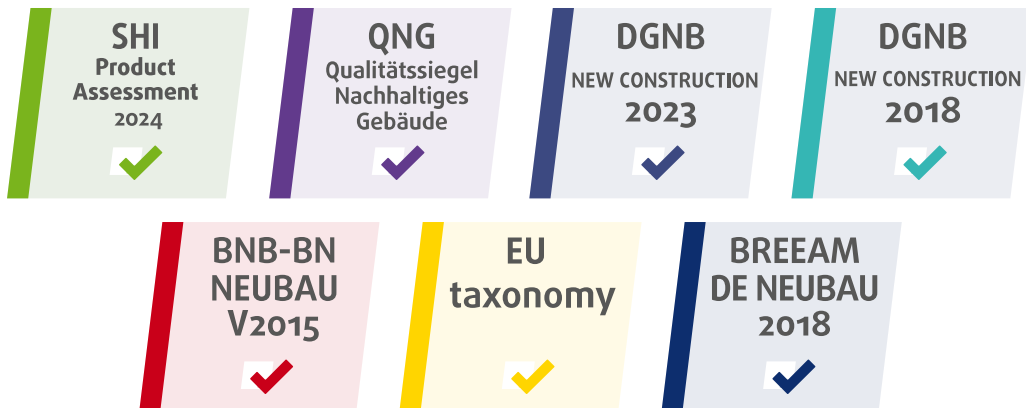 SHI
Product
Assessment
2024
QNG
Qualitätssiegel
Nachhaltiges
Gebäude
DGNB
NEW CONSTRUCTION
2023
DGNB
NEW CONSTRUCTION
2018
BNB-BN
NEUBAU
V2015
EU
taxonomy
BREEAM
DE NEUBAU
2018